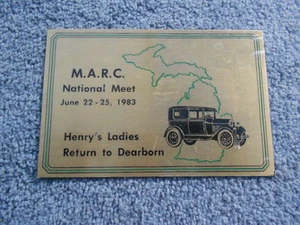 M.A.R.C.
National Meet
June 22-25, 1983
Henry's Ladies
Return to Dearborn